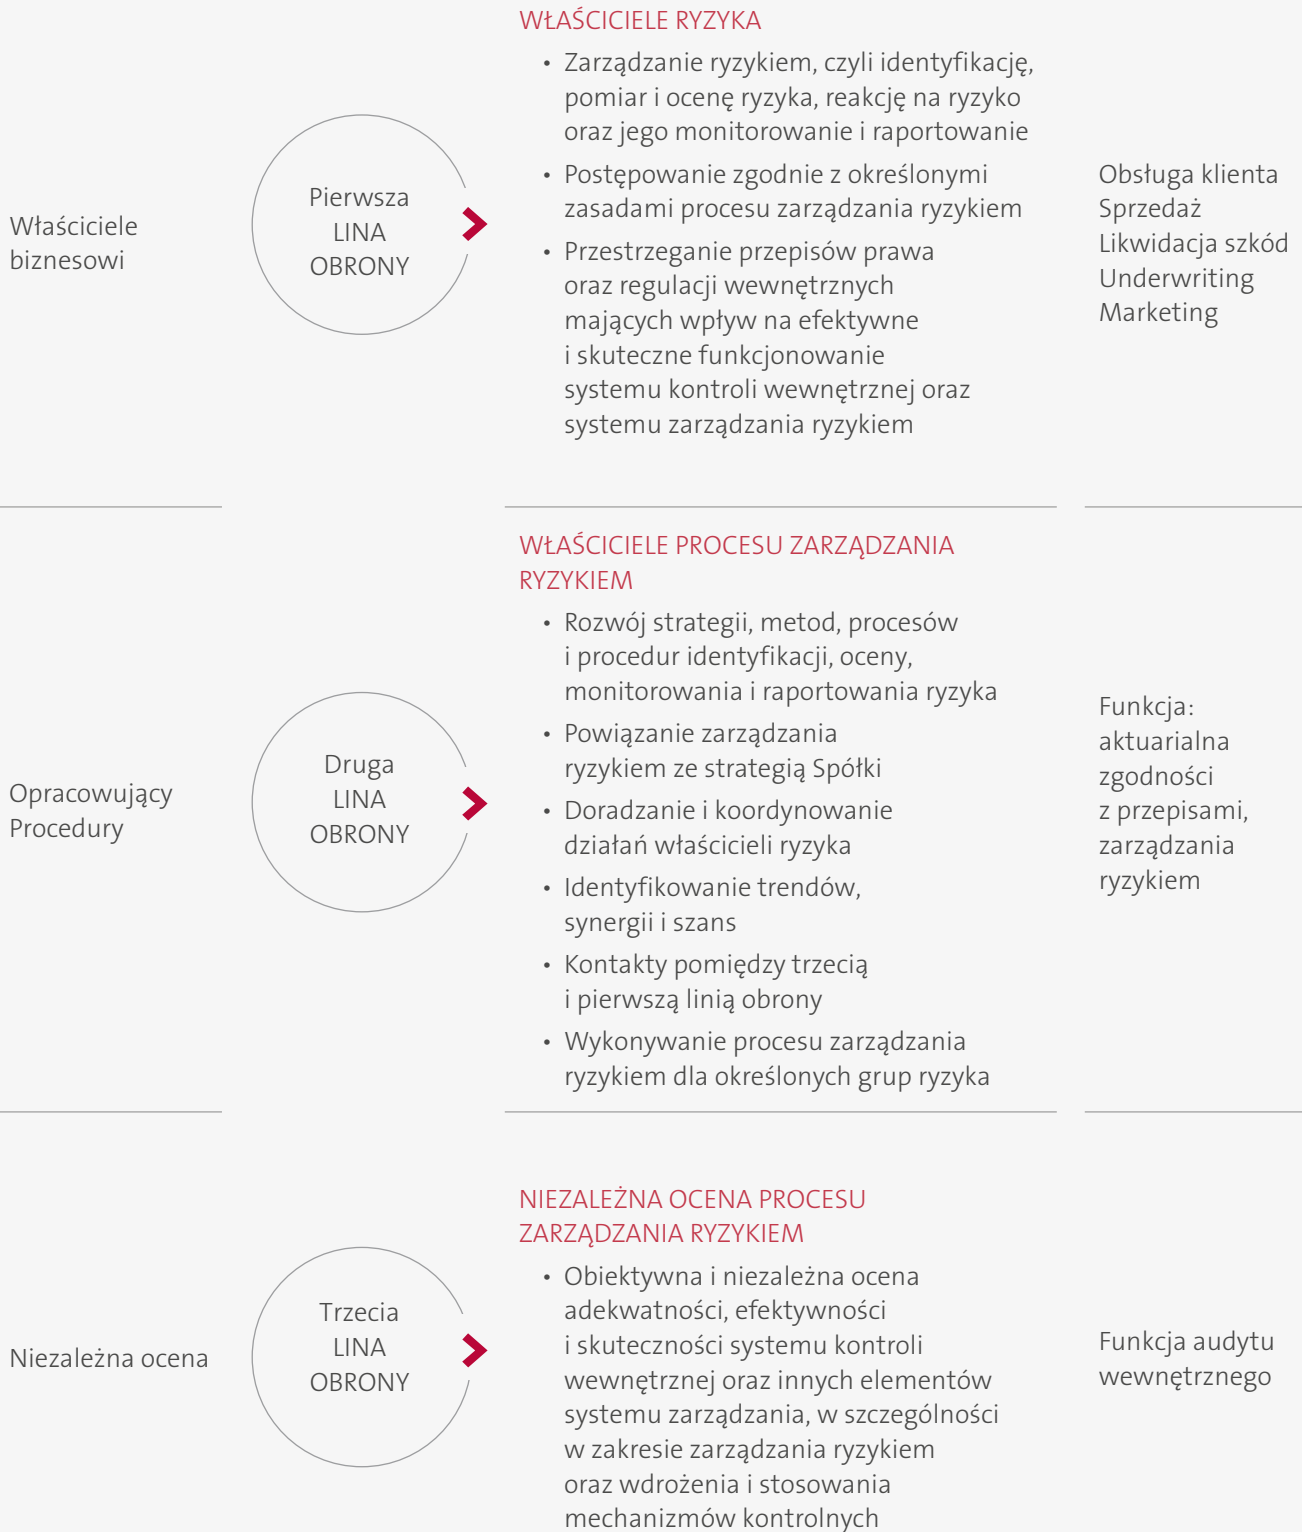 Właściciele
biznesowi
Pierwsza
LINA
OBRONY
WŁAŚCICIELE RYZYKA
• Zarządzanie ryzykiem, czyli identyfikację,
pomiar i ocenę ryzyka, reakcję na ryzyko
oraz jego monitorowanie i raportowanie
• Postępowanie zgodnie z określonymi
zasadami procesu zarządzania ryzykiem
• Przestrzeganie przepisów prawa
oraz regulacji wewnętrznych
mających wpływ na efektywne
i skuteczne funkcjonowanie
systemu kontroli wewnętrznej oraz
systemu zarządzania ryzykiem
Obsługa klienta
Sprzedaż
Likwidacja szkód
Underwriting
Marketing
Opracowujący
Procedury
Druga
LINA
OBRONY
WŁAŚCICIELE PROCESU ZARZĄDZANIA
RYZYKIEM
• Rozwój strategii, metod, procesów
i procedur identyfikacji, oceny,
monitorowania i raportowania ryzyka
• Powiązanie zarządzania
ryzykiem ze strategią Spółki
• Doradzanie i koordynowanie
działań właścicieli ryzyka
• Identyfikowanie trendów,
synergii i szans
• Kontakty pomiędzy trzecią
i pierwszą linią obrony
• Wykonywanie procesu zarządzania
ryzykiem dla określonych grup ryzyka
Funkcja:
aktuarialna
zgodności
z przepisami,
zarządzania
ryzykiem
Niezależna ocena
Trzecia
LINA
OBRONY
NIEZALEŻNA OCENA PROCESU
ZARZĄDZANIA RYZYKIEM
• Obiektywna i niezależna ocena
adekwatności, efektywności
i skuteczności systemu kontroli
wewnętrznej oraz innych elementów
systemu zarządzania, w szczególności
w zakresie zarządzania ryzykiem
oraz wdrożenia i stosowania
mechanizmów kontrolnych
Funkcja audytu
wewnętrznego